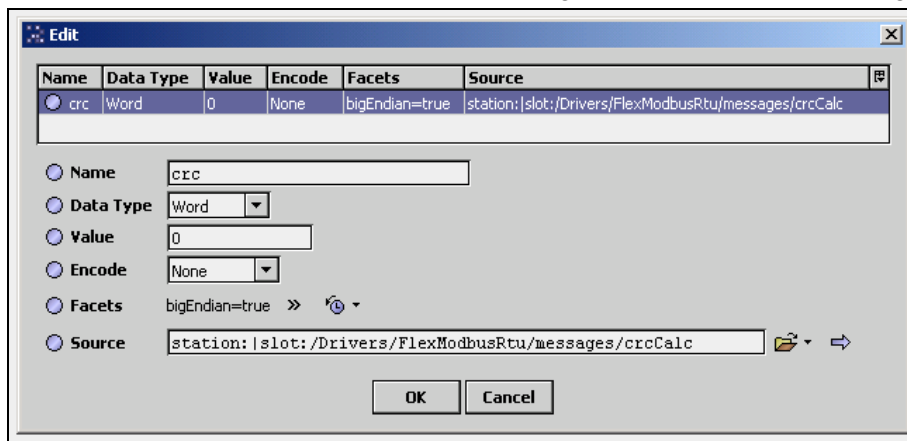 Edit
Name Data Type Value Encode Facets Source
crc Word 0 None bigEndian=true station:|slot:/Drivers/FlexModbusRtu/messages/crcCalc
Name crc
Data Type Word
Value 0
Encode None
Facets bigEndian=true »
Source station:|slot:/Drivers/FlexModbusRtu/messages/crcCalc
OK Cancel